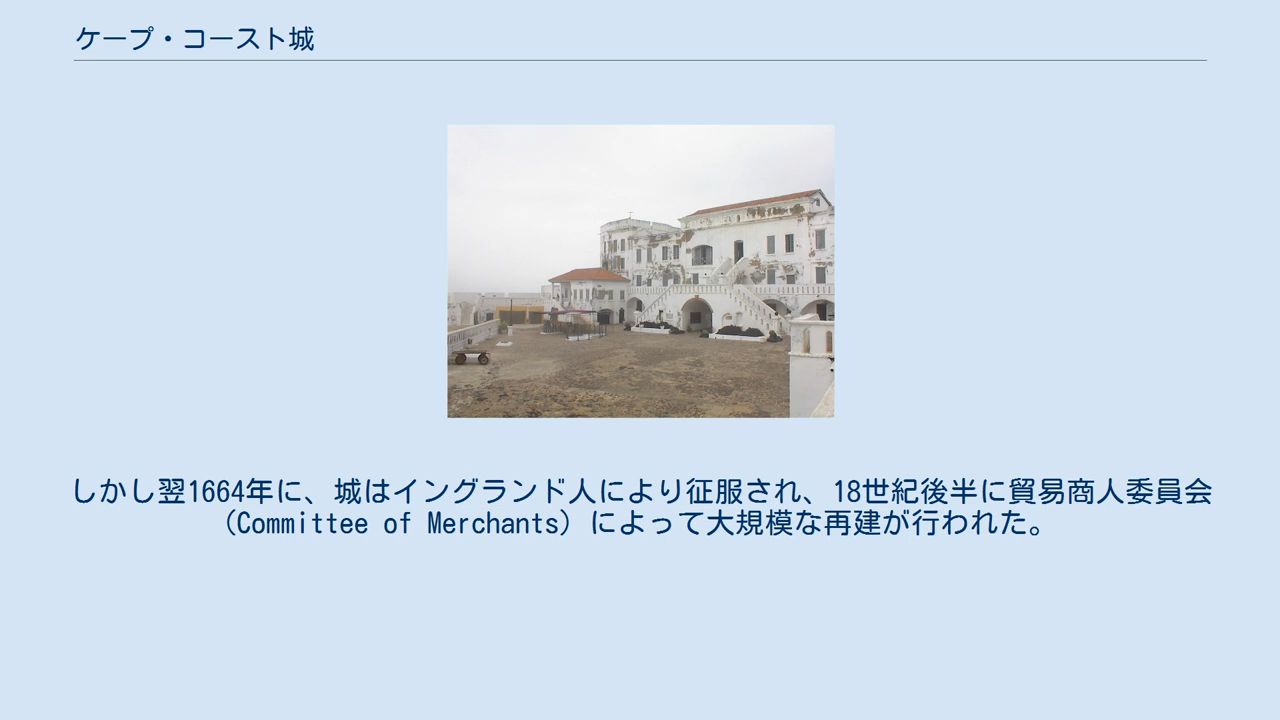 ケープ・コースト城
しかし翌1664年に、城はイングランド人により征服され、18世紀後半に貿易商人委員会
（Committee of Merchants）によって大規模な再建が行われた。